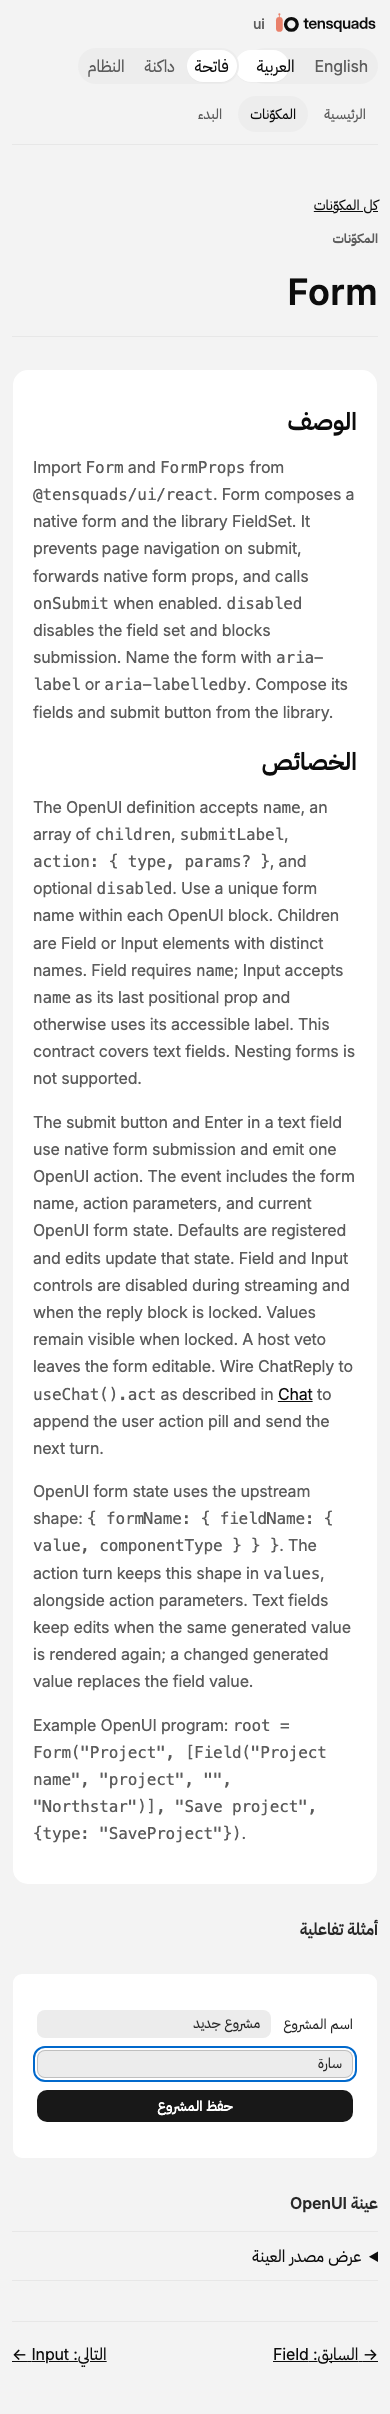 tensquads ui
English العربية فاتحة داكنة النظام
الرئيسية المكوّنات البدء
كل المكوّنات
المكوّنات
Form
الوصف
Import Form and FormProps from
@tensquads/ui/react. Form composes a
native form and the library FieldSet. It
prevents page navigation on submit,
forwards native form props, and calls
onSubmit when enabled. disabled
disables the field set and blocks
submission. Name the form with aria-
label or aria-labelledby. Compose its
fields and submit button from the library.
الخصائص
The OpenUI definition accepts name, an
array of children, submitLabel,
action: { type, params? }, and
optional disabled. Use a unique form
name within each OpenUI block. Children
are Field or Input elements with distinct
names. Field requires name; Input accepts
name as its last positional prop and
otherwise uses its accessible label. This
contract covers text fields. Nesting forms is
not supported.
The submit button and Enter in a text field
use native form submission and emit one
OpenUI action. The event includes the form
name, action parameters, and current
OpenUI form state. Defaults are registered
and edits update that state. Field and Input
controls are disabled during streaming and
when the reply block is locked. Values
remain visible when locked. A host veto
leaves the form editable. Wire ChatReply to
useChat().act as described in Chat to
append the user action pill and send the
next turn.
OpenUI form state uses the upstream
shape: { formName: { fieldName: {
value, componentType } } }. The
action turn keeps this shape in values,
alongside action parameters. Text fields
keep edits when the same generated value
is rendered again; a changed generated
value replaces the field value.
Example OpenUI program: root =
Form("Project", [Field("Project
name", "project", "",
"Northstar")], "Save project",
{type: "SaveProject"}).
أمثلة تفاعلية
اسم المشروع مشروع جديد
سارة
حفظ المشروع
عينة OpenUI
عرض مصدر العينة
→ السابق: Field التالي: Input ←